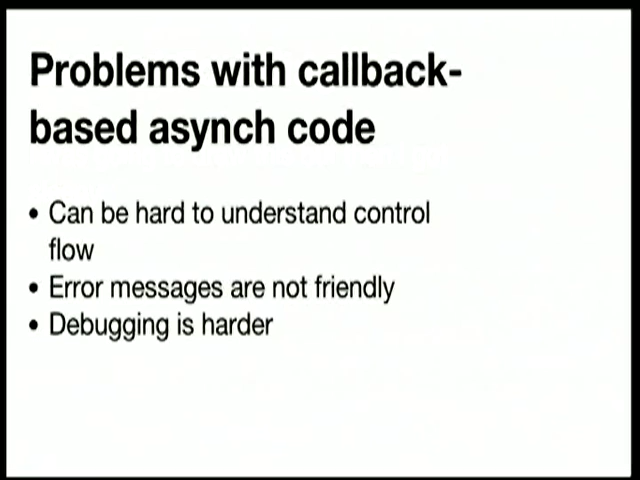 Problems with callback-
based asynch code
• Can be hard to understand control
flow
• Error messages are not friendly
• Debugging is harder